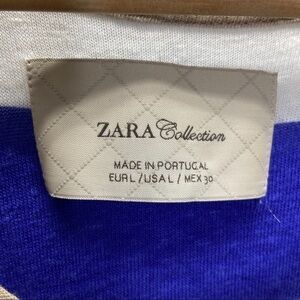 ZARA Collection
MADE IN PORTUGAL
EUR L / USA L / MEX 30